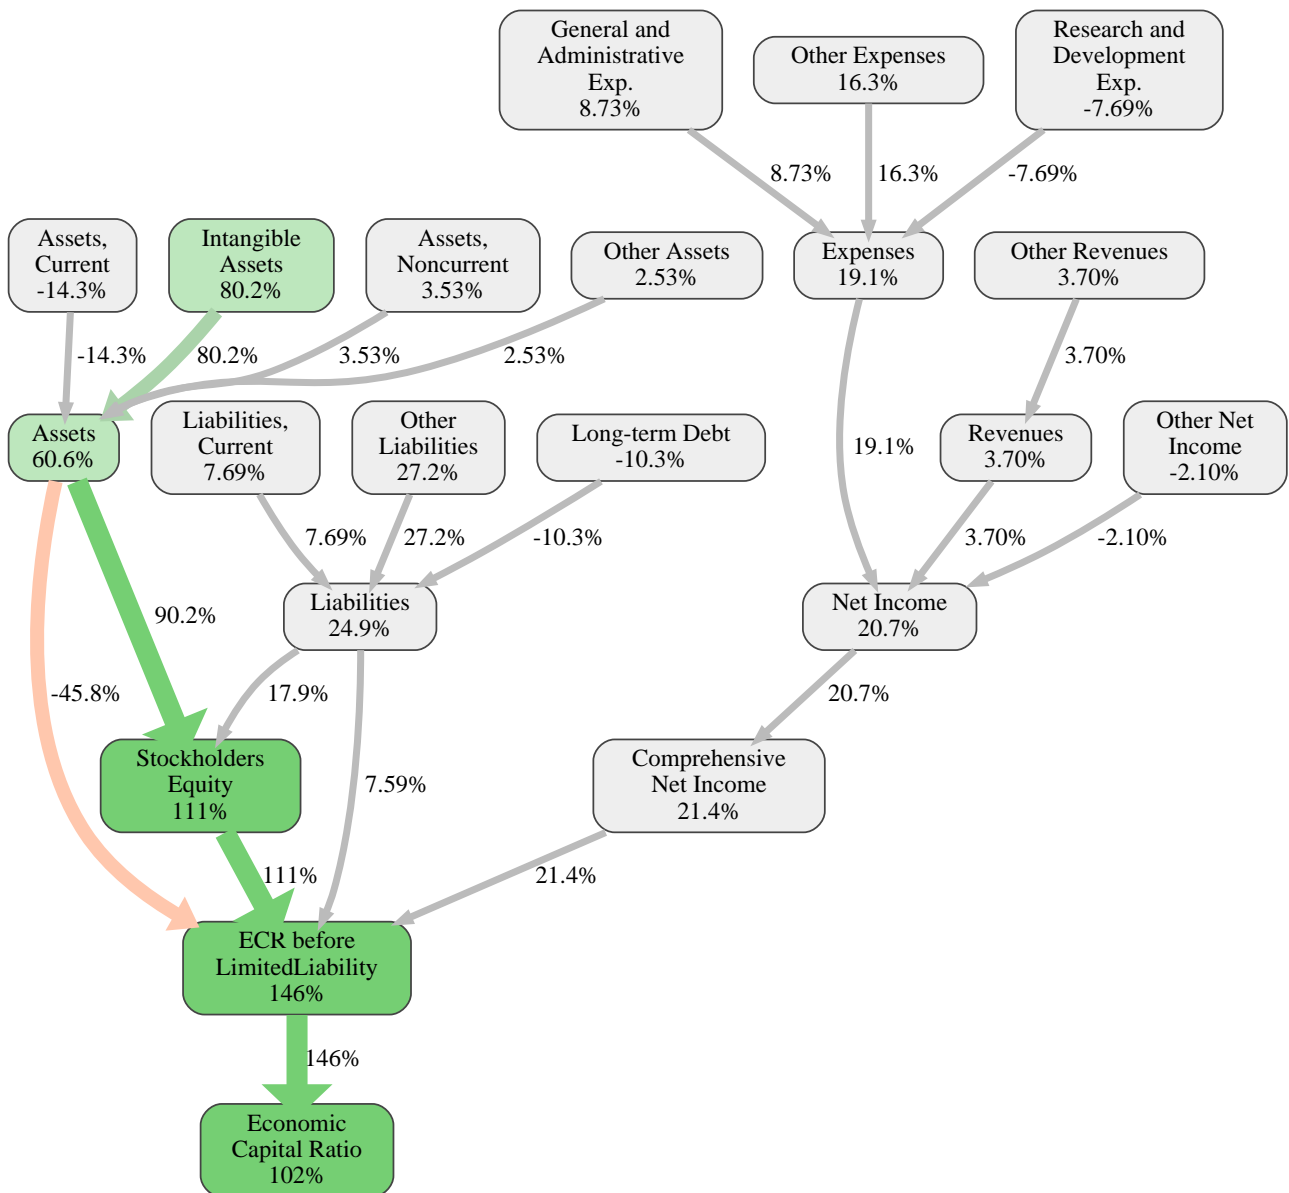 General and
Administrative
Exp.
8.73%
Other Expenses
16.3%
Research and
Development
Exp.
-7.69%
8.73%
16.3%
-7.69%
Assets,
Current
-14.3%
Intangible
Assets
80.2%
Assets,
Noncurrent
3.53%
Other Assets
2.53%
Expenses
19.1%
Other Revenues
3.70%
-14.3%
80.2%
3.53%
2.53%
3.70%
Assets
60.6%
Liabilities,
Current
7.69%
Other
Liabilities
27.2%
Long-term Debt
-10.3%
19.1%
Revenues
3.70%
Other Net
Income
-2.10%
7.69%
27.2%
-10.3%
3.70%
-2.10%
90.2%
Liabilities
24.9%
Net Income
20.7%
-45.8%
17.9%
20.7%
Stockholders
Equity
111%
7.59%
Comprehensive
Net Income
21.4%
111%
21.4%
ECR before
LimitedLiability
146%
146%
Economic
Capital Ratio
102%